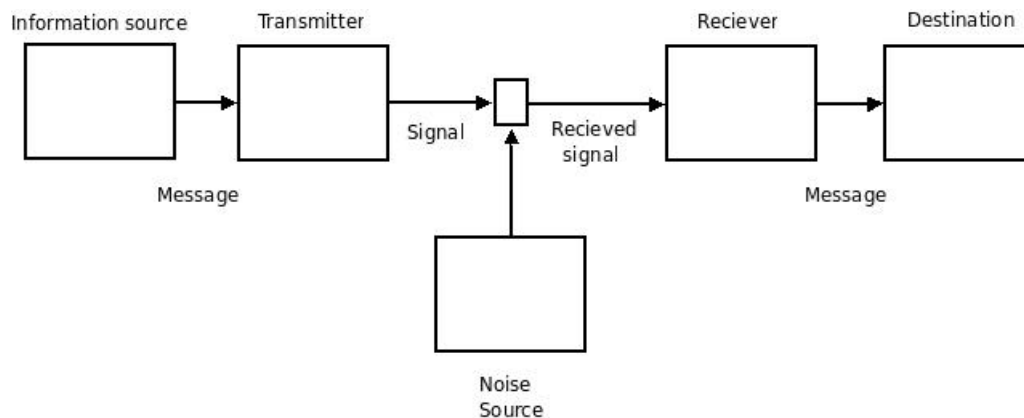 Information source
Transmitter
Reciever
Destination
Signal
Recieved
signal
Message
Message
Noise
Source